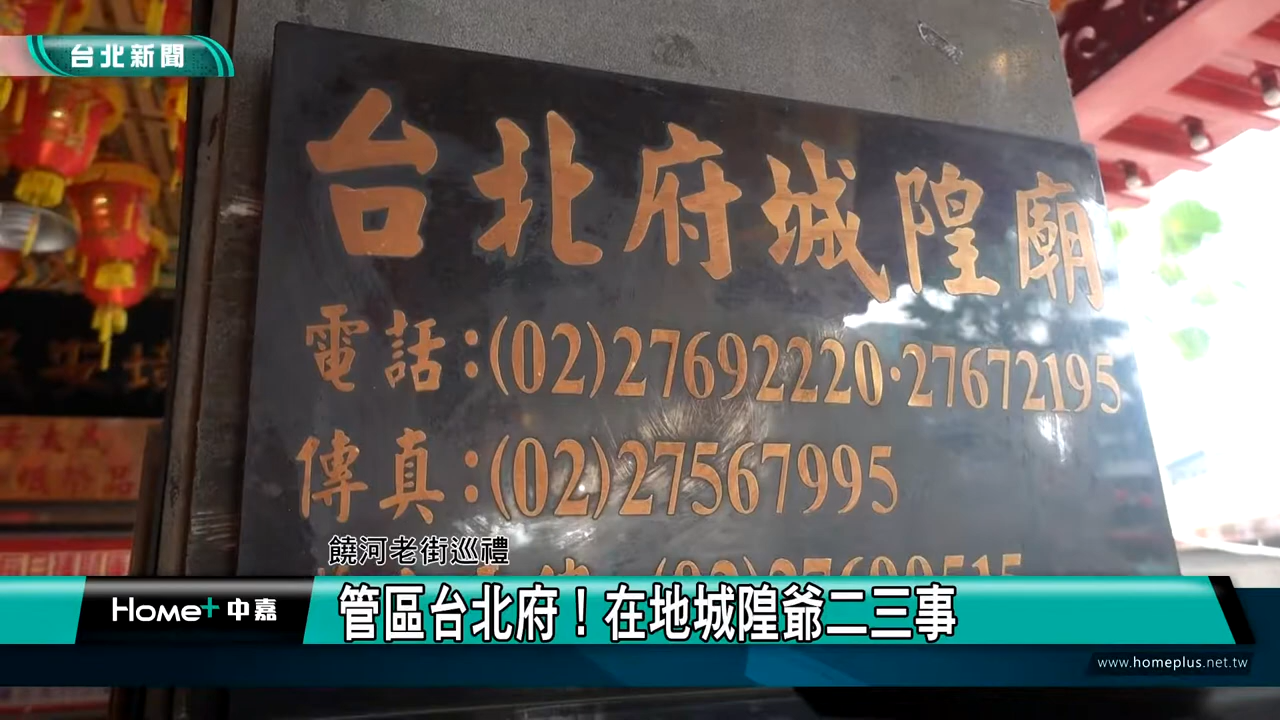 台北新聞
台北府城隍廟
電話：(02)27692220·27672195
傳真：(02)27567995
饒河老街巡禮
Home+中嘉
管區台北府！在地城隍爺二三事
www.homeplus.net.tw